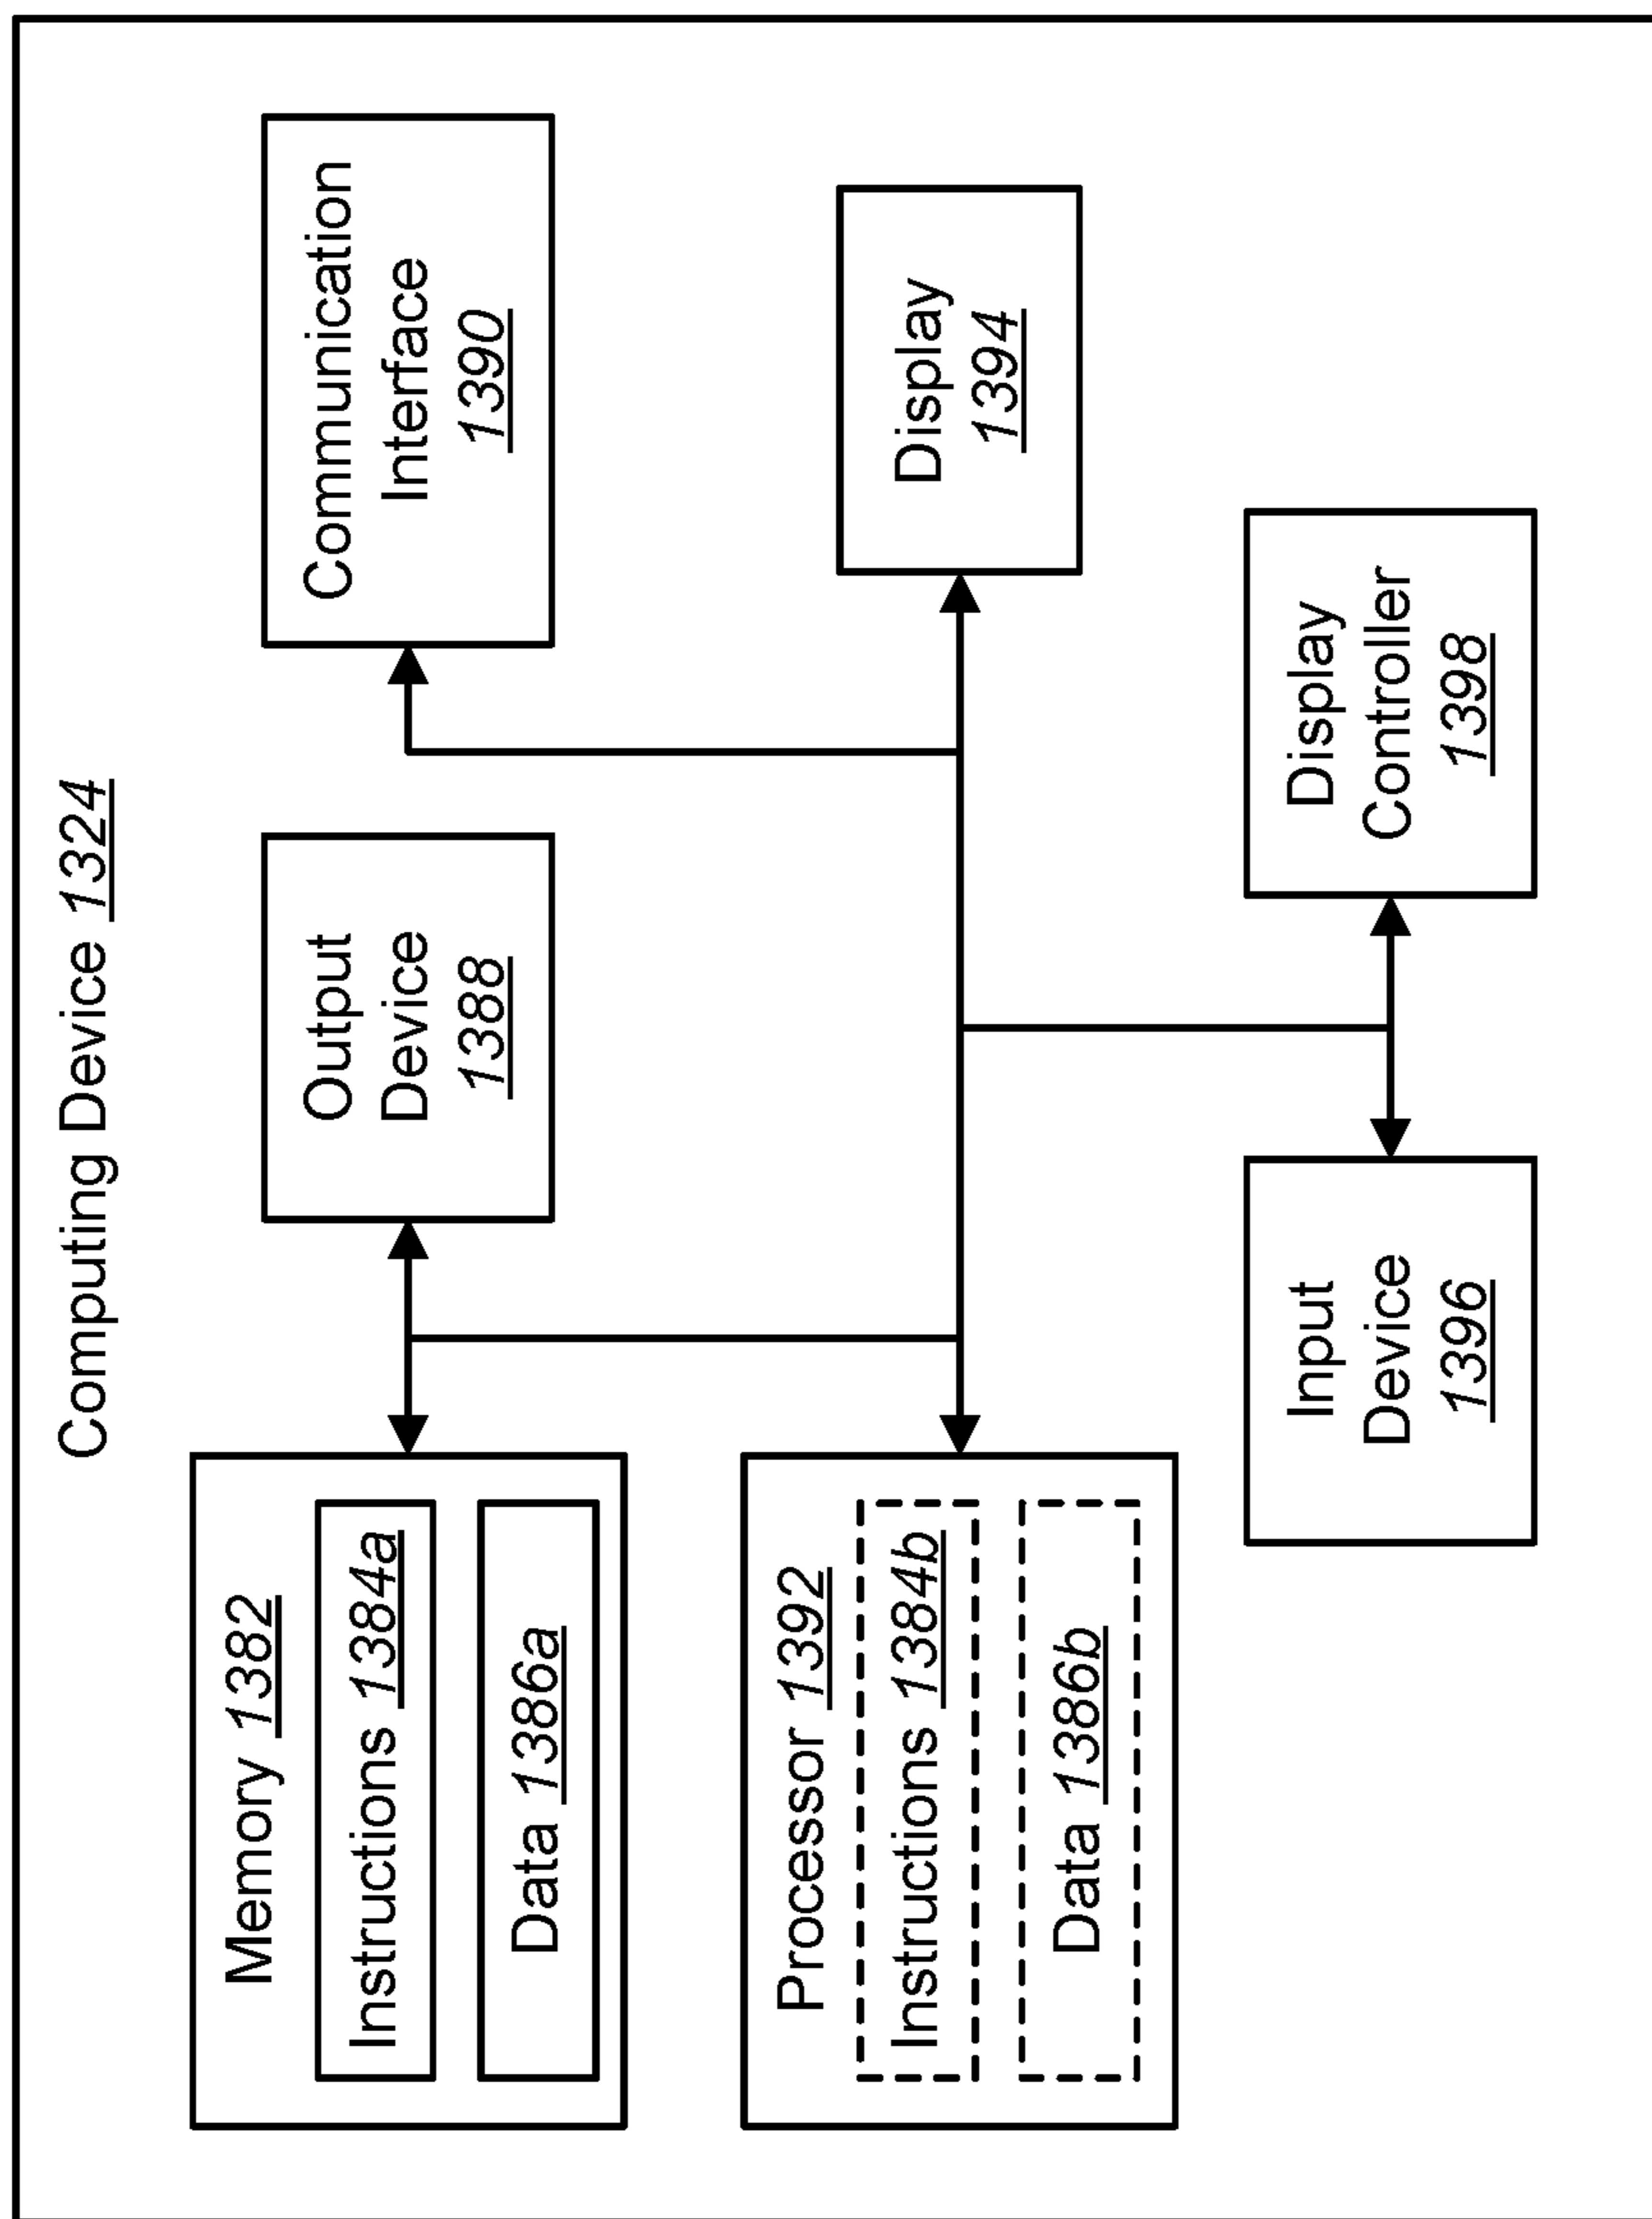 Computing Device 1324
Memory 1382
Instructions 1384a
Data 1386a
Output
Device
1388
Communication
Interface
1390
Processor 1392
Instructions 1384b
Data 1386b
Display
1394
Input
Device
1396
Display
Controller
1398